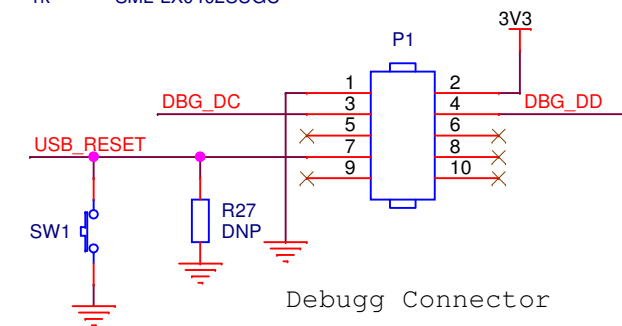 3V3
P1
1 2
DBG_DC 3 4 DBG_DD
5 6
USB_RESET 7 8
9 10
R27
SW1 DNP
Debugg Connector